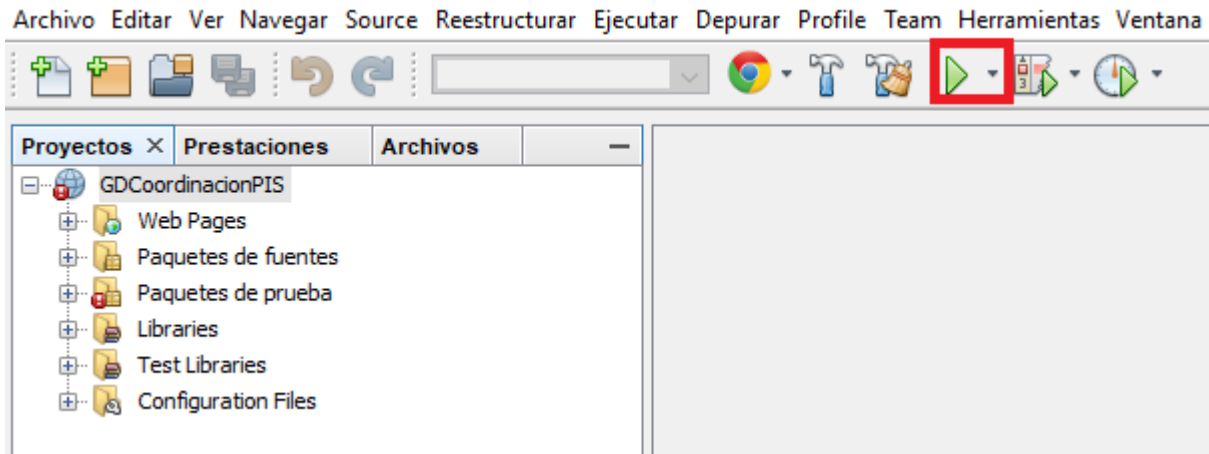 Archivo Editar Ver Navegar Source Reestructurar Ejecutar Depurar Profile Team Herramientas Ventana
Proyectos Prestaciones Archivos
GDCoordinacionPIS
Web Pages
Paquetes de fuentes
Paquetes de prueba
Libraries
Test Libraries
Configuration Files